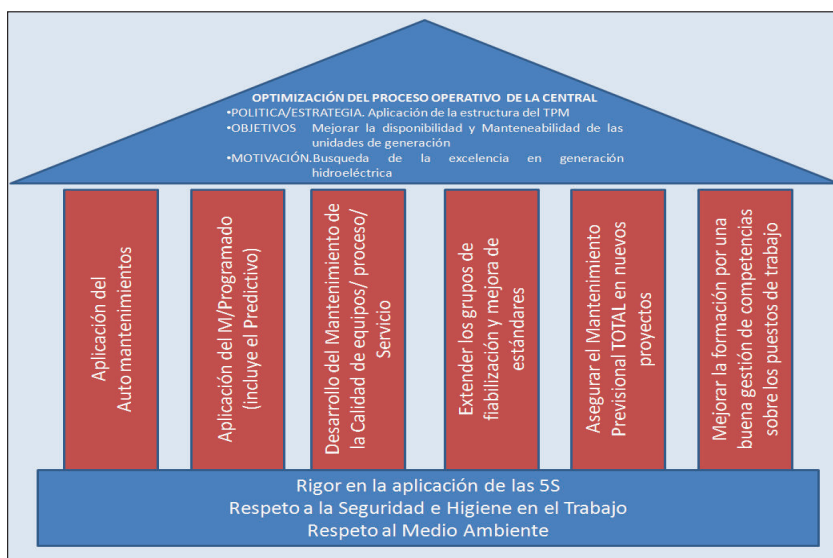 OPTIMIZACIÓN DEL PROCESO OPERATIVO DE LA CENTRAL
•POLITICA/ESTRATEGIA. Aplicación de la estructura del TPM
•OBJETIVOS Mejorar la disponibilidad y Manteneabilidad de las
unidades de generación
•MOTIVACIÓN.Busqueda de la excelencia en generación
hidroeléctrica
Aplicación del
Auto mantenimientos
Aplicación del M/Programado
(incluye el Predictivo)
Desarrollo del Mantenimiento de
la Calidad de equipos/ proceso/
Servicio
Extender los grupos de
fiabilización y mejora de
estándares
Asegurar el Mantenimiento
Previsional TOTAL en nuevos
proyectos
Mejorar la formación por una
buena gestión de competencias
sobre los puestos de trabajo
Rigor en la aplicación de las 5S
Respeto a la Seguridad e Higiene en el Trabajo
Respeto al Medio Ambiente